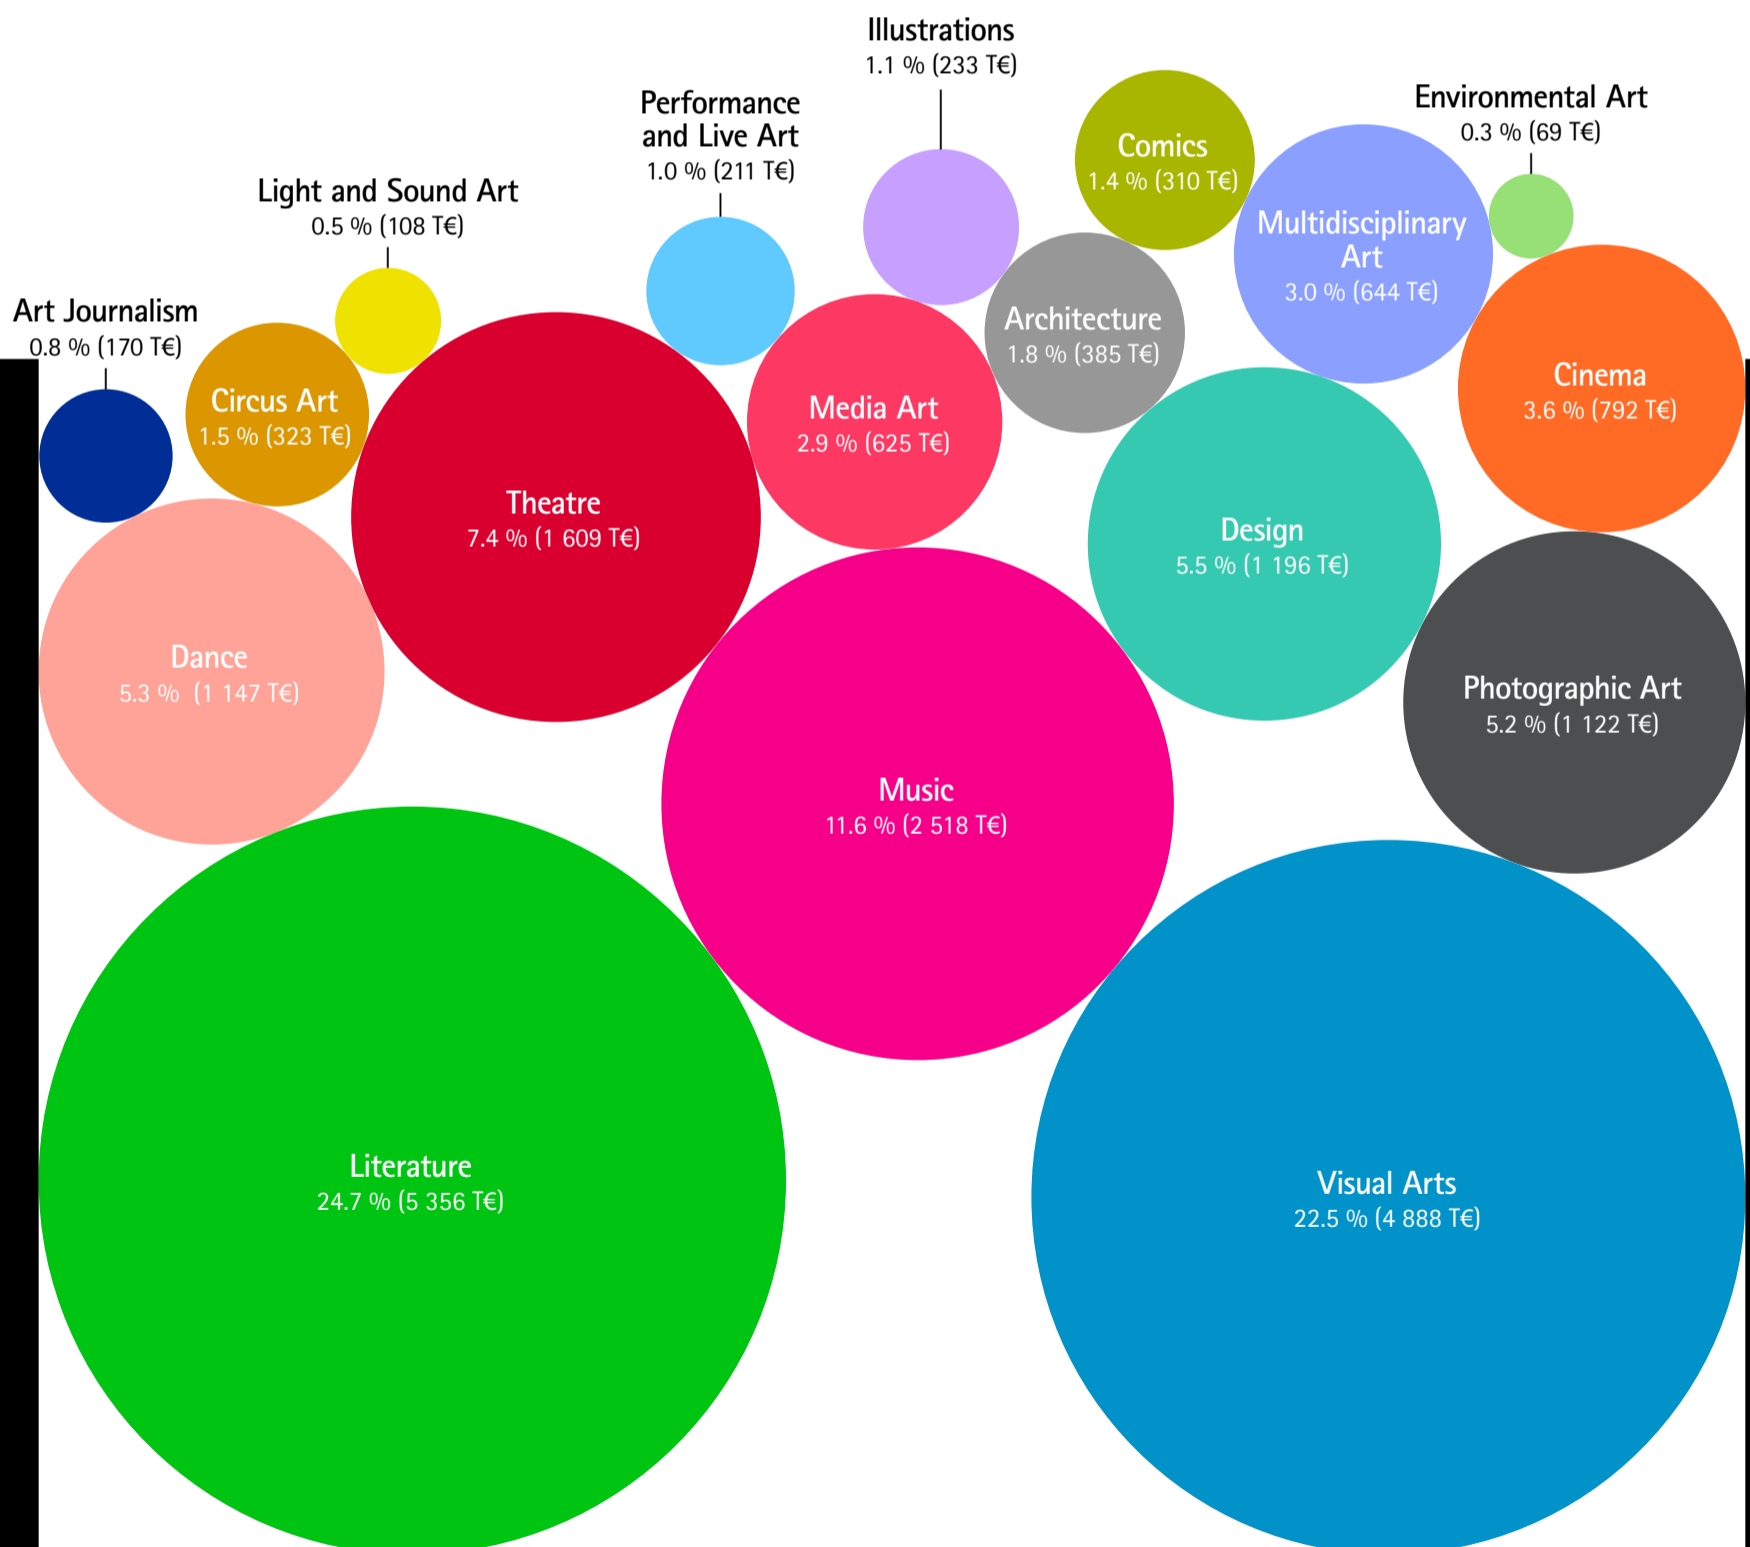 Illustrations
1.1 % (233 T€)
Performance
and Live Art
1.0 % (211 T€)
Environmental Art
0.3 % (69 T€)
Comics
1.4 % (310 T€)
Light and Sound Art
0.5 % (108 T€)
Multidisciplinary
Art
3.0 % (644 T€)
Art Journalism
0.8 % (170 T€)
Architecture
1.8 % (385 T€)
Circus Art
1.5 % (323 T€)
Media Art
2.9 % (625 T€)
Cinema
3.6 % (792 T€)
Theatre
7.4 % (1 609 T€)
Design
5.5 % (1 196 T€)
Dance
5.3 % (1 147 T€)
Photographic Art
5.2 % (1 122 T€)
Music
11.6 % (2 518 T€)
Literature
24.7 % (5 356 T€)
Visual Arts
22.5 % (4 888 T€)